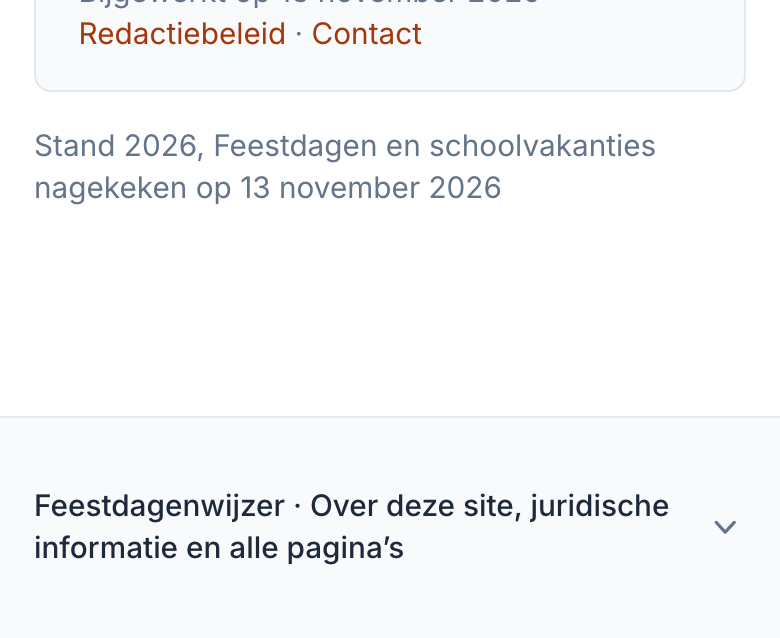 Redactiebeleid · Contact
Stand 2026, Feestdagen en schoolvakanties
nagekeken op 13 november 2026
Feestdagenwijzer · Over deze site, juridische
informatie en alle pagina’s